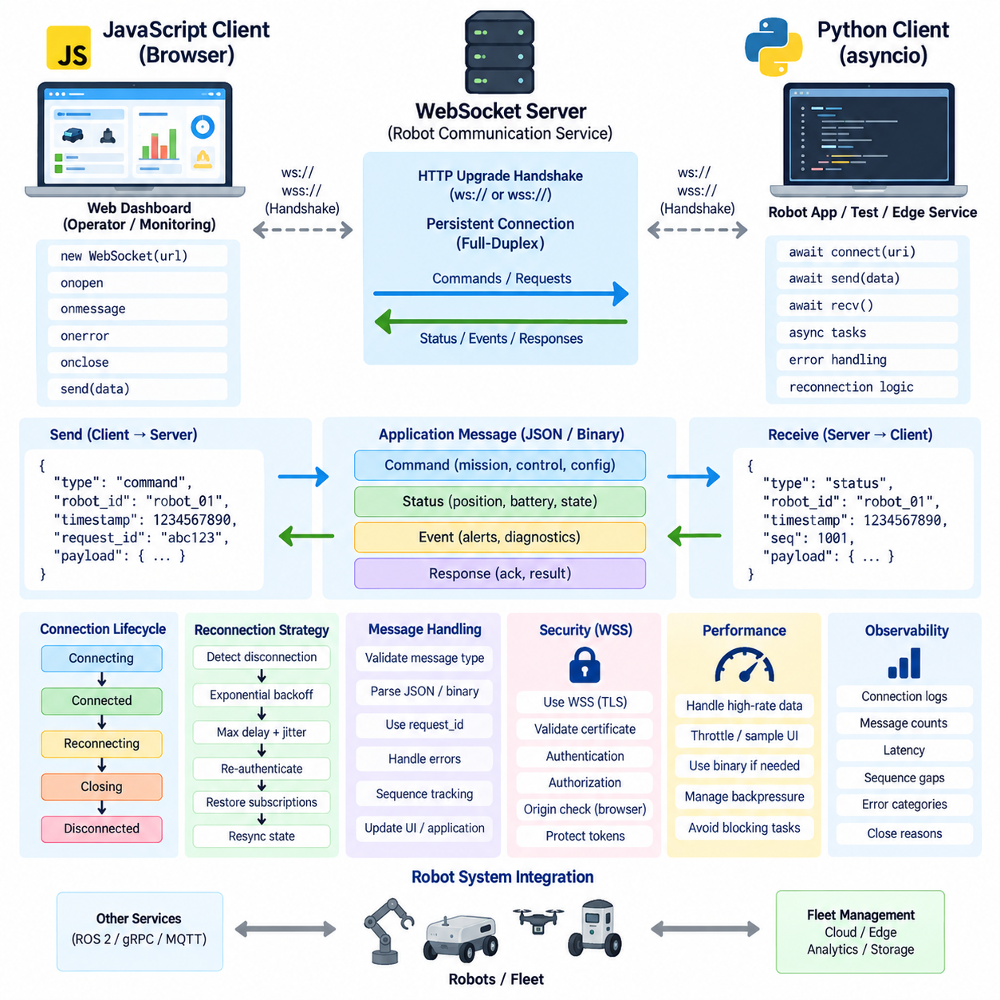 JS
JavaScript Client
(Browser)
WebSocket Server
(Robot Communication Service)
Python Client
(asyncio)
Web Dashboard
(Operator / Monitoring)
new WebSocket(url)
onopen
onmessage
onerror
onclose
send(data)
ws://
wss://
(Handshake)
HTTP Upgrade Handshake
(ws:// or wss://)
Persistent Connection
(Full-Duplex)
Commands / Requests
Status / Events / Responses
ws://
wss://
(Handshake)
Robot App / Test / Edge Service
await connect(uri)
await send(data)
await recv()
async tasks
error handling
reconnection logic
Send (Client → Server)
{
"type": "command",
"robot_id": "robot_01",
"timestamp": 1234567890,
"request_id": "abc123",
"payload": { ... }
}
Application Message (JSON / Binary)
Command (mission, control, config)
Status (position, battery, state)
Event (alerts, diagnostics)
Response (ack, result)
Receive (Server → Client)
{
"type": "status",
"robot_id": "robot_01",
"timestamp": 1234567890,
"seq": 1001,
"payload": { ... }
}
Connection Lifecycle
Connecting
Connected
Reconnecting
Closing
Disconnected
Reconnection Strategy
Detect disconnection
Exponential backoff
Max delay + jitter
Re-authenticate
Restore subscriptions
Resync state
Message Handling
Validate message type
Parse JSON / binary
Use request_id
Handle errors
Sequence tracking
Update UI / application
Security (WSS)
Use WSS (TLS)
Validate certificate
Authentication
Authorization
Origin check (browser)
Protect tokens
Performance
Handle high-rate data
Throttle / sample UI
Use binary if needed
Manage backpressure
Avoid blocking tasks
Observability
Connection logs
Message counts
Latency
Sequence gaps
Error categories
Close reasons
Robot System Integration
Other Services
(ROS 2 / gRPC / MQTT)
Robots / Fleet
Fleet Management
Cloud / Edge
Analytics / Storage